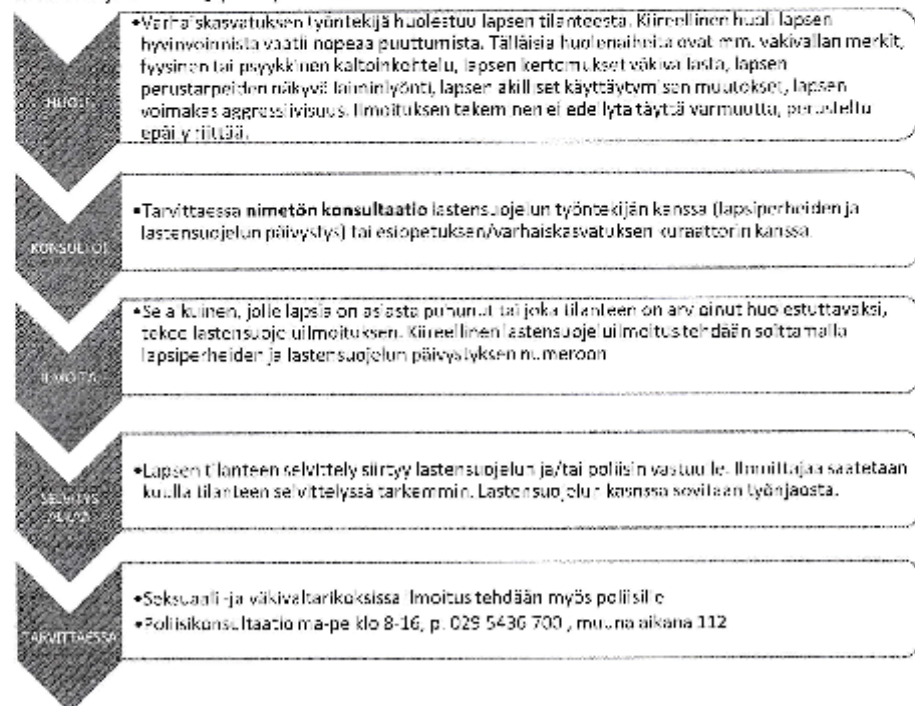 •Varhaiskasvatuksen työntekijä huolestuu lapsen tilanteesta. Kiireellinen huoli lapsen
hyvinvoinnista vaatii nopeaa puuttumista. Tälläisia huolenaiheita ovat mm. väkivallan merkit,
fyysinen tai psyykkinen kaltoinkohtelu, lapsen kertomukset väkivallasta, lapsen
perustarpeiden näkyvä laiminlyönti, lapsen äkilliset käyttäytymisen muutokset, lapsen
voimakas aggressiivisuus. Ilmoituksen tekeminen ei edellytä täyttä varmuutta, perusteltu
epäily riittää.
HUOLI
•Tarvittaessa nimetön konsultaatio lastensuojelun työntekijän kanssa (lapsiperheiden ja
lastensuojelun päivystys) tai esiopetuksen/varhaiskasvatuksen kuraattorin kanssa
KONSULTOI
•Se aikuinen, jolle lapsia on asiasta puhunut tai joka tilanteen on arvioinut huolestuttavaksi,
tekee lastensuojeluilmoituksen. Kiireellinen lastensuojeluilmoitus tehdään soittamalla
lapsiperheiden ja lastensuojelun päivystyksen numeroon
ILMOITA
•Lapsen tilanteen selvittely siirtyy lastensuojelun ja/tai poliisin vastuulle. Ilmoittajaa saatetaan
kuulla tilanteen selvittelyssä tarkemmin. Lastensuojelun kasnssa sovitaan työnjaosta.
SELVITYS
ALKAA
•Seksuaali -ja väkivaltarikoksissa ilmoitus tehdään myös poliisille
•Poliisikonsultaatio ma-pe klo 8-16, p. 029 5436 700 , muuna aikana 112
TARVITTAESSA